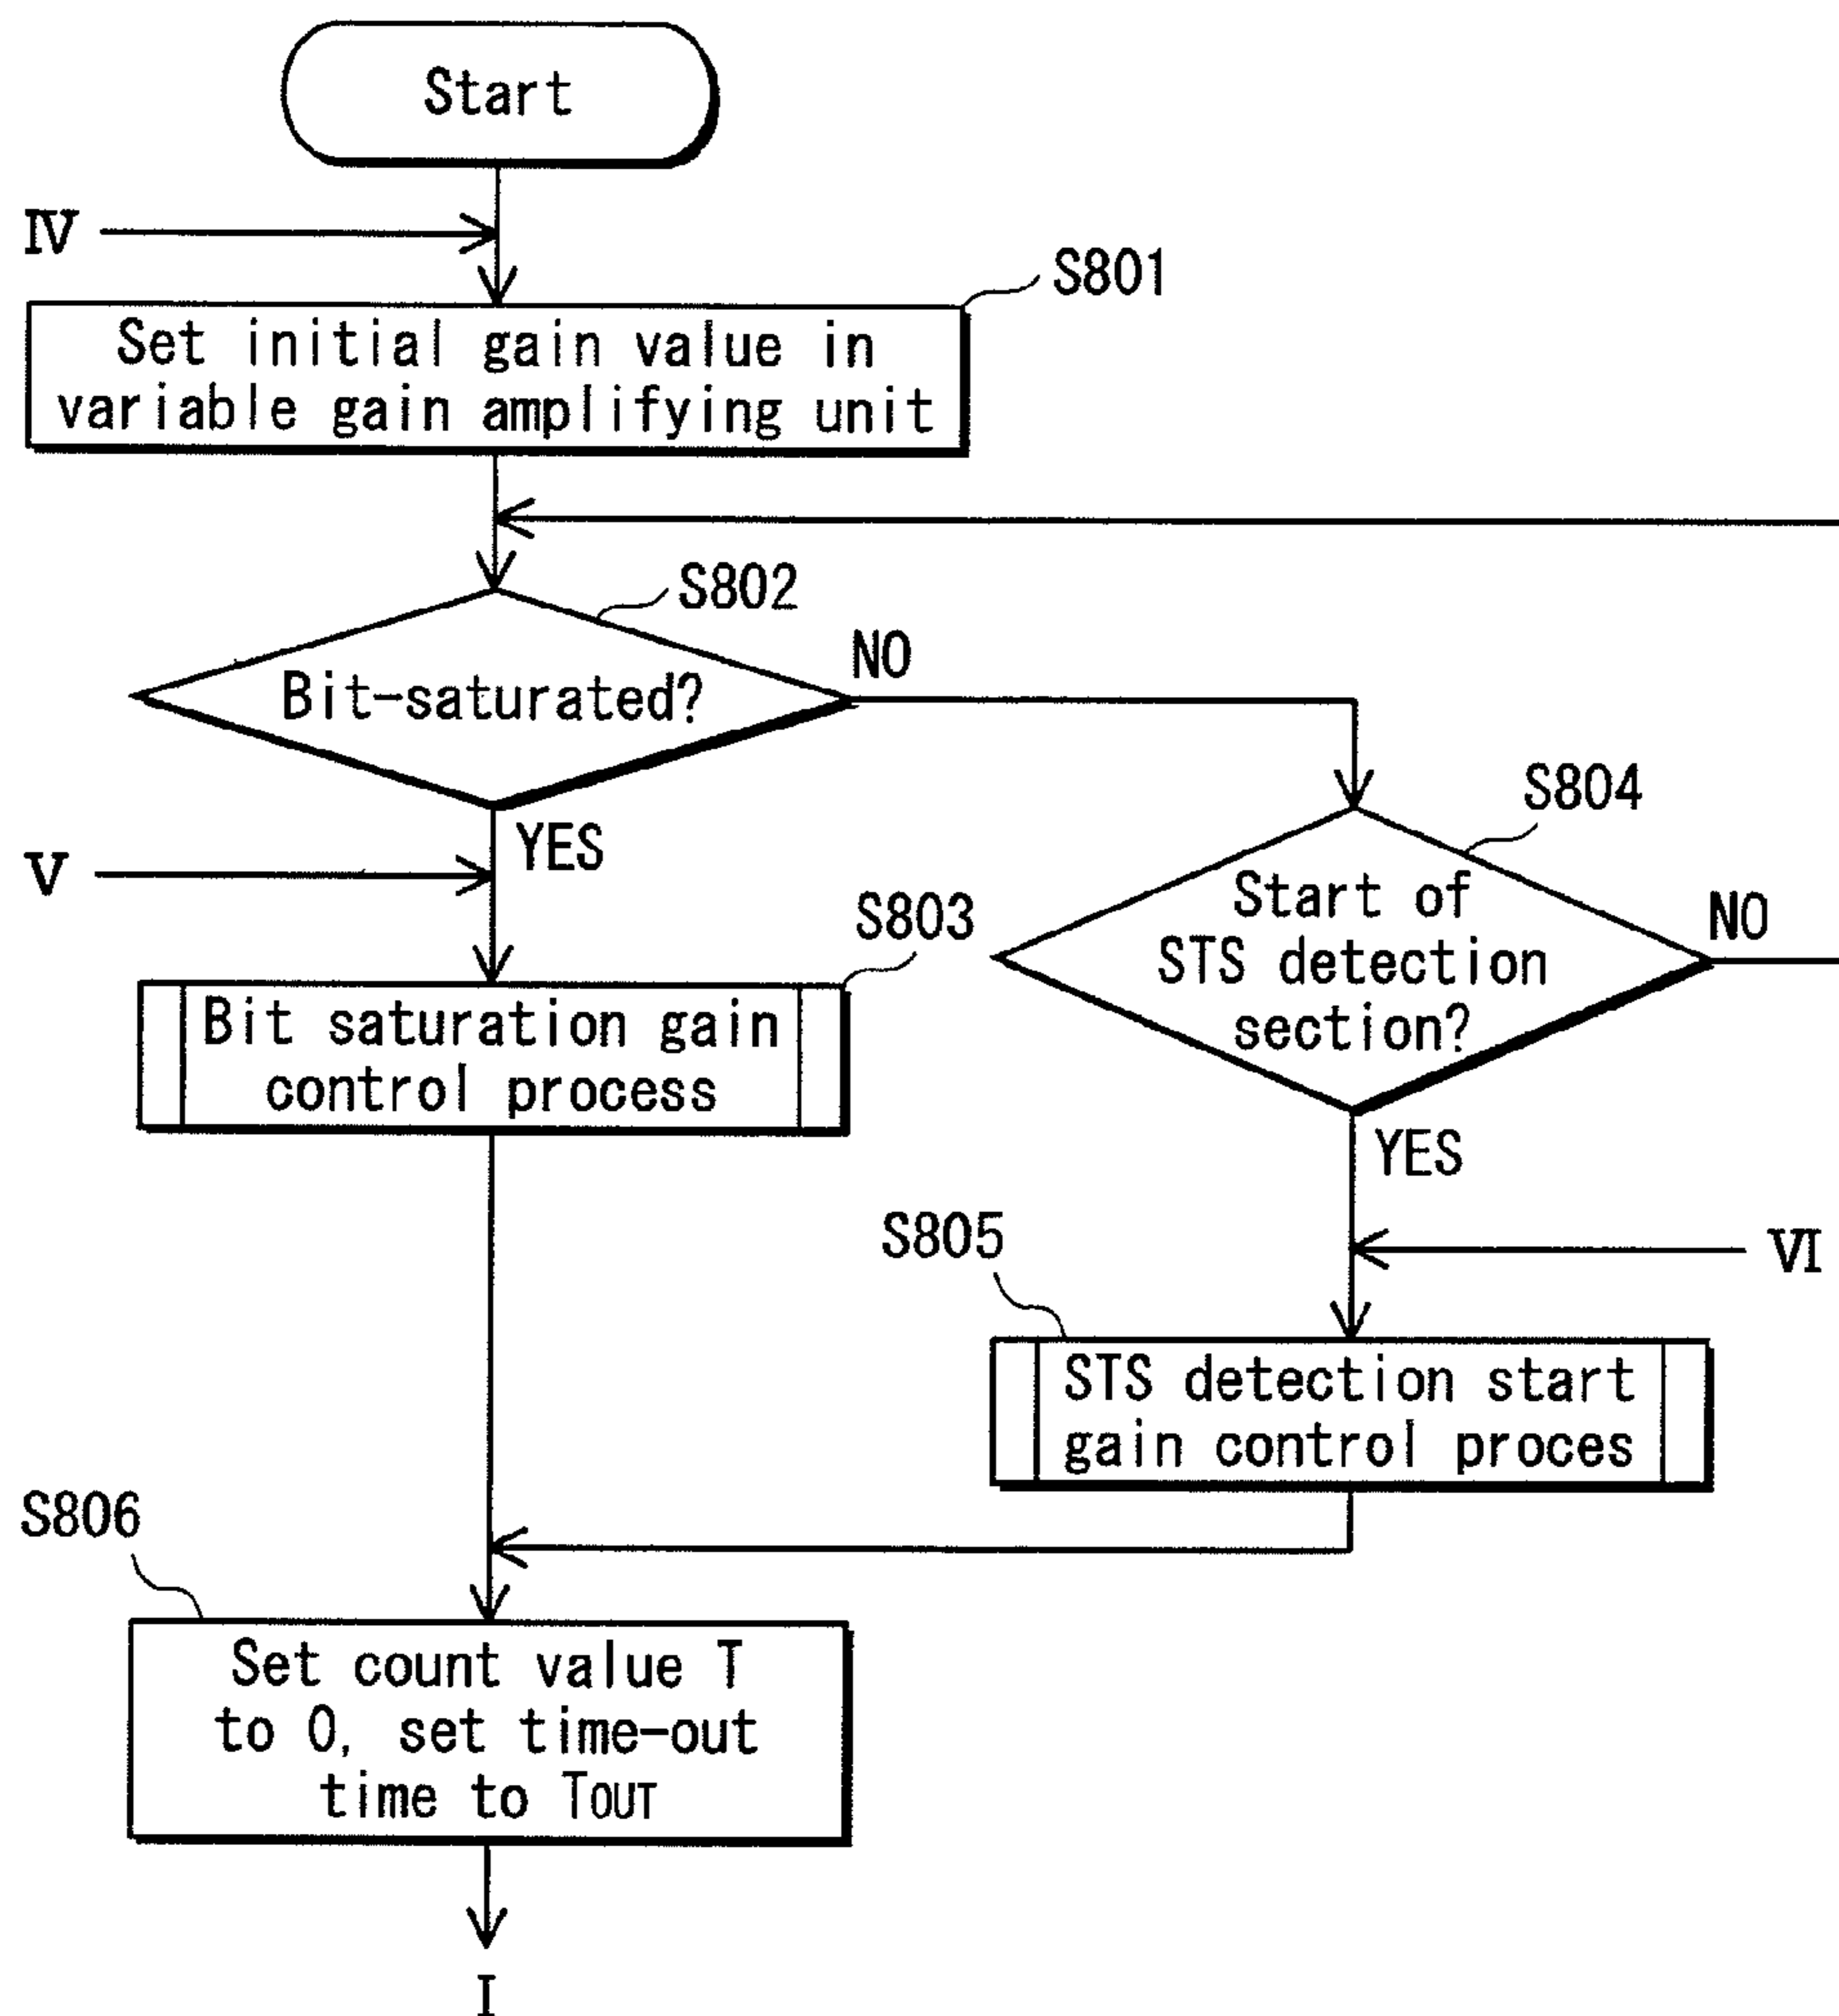 Start
IV
S801
Set initial gain value in
variable gain amplifying unit
S802
Bit-saturated?
NO
YES
V
S804
Start of
STS detection
section?
NO
YES
S803
Bit saturation gain
control process
VI
S805
STS detection start
gain control proces
S806
Set count value T
to 0, set time-out
time to TOUT
I